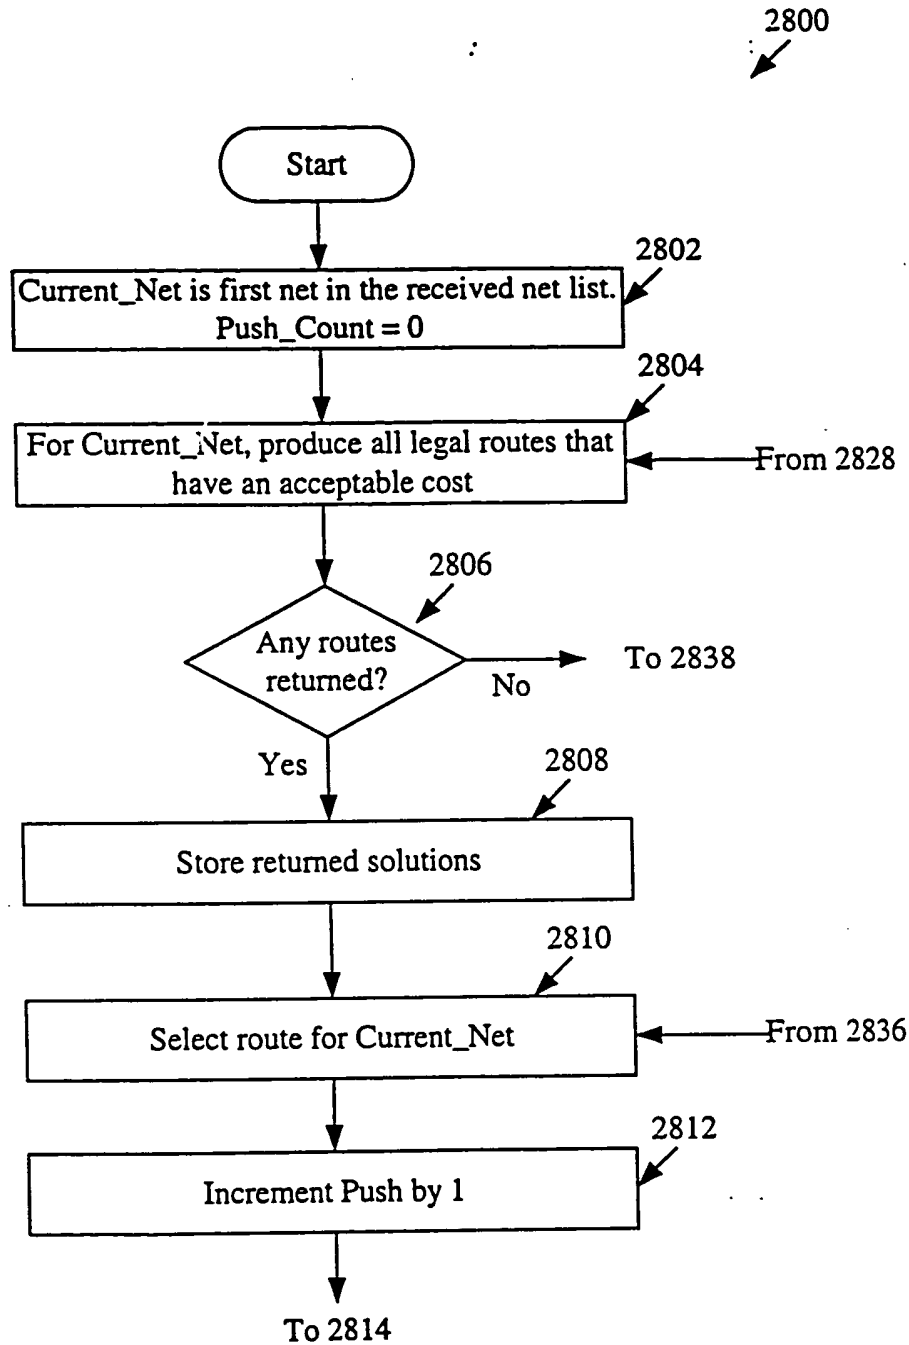 2800
Start
2802
Current_Net is first net in the received net list.
Push_Count = 0
2804
For Current_Net, produce all legal routes that
have an acceptable cost
From 2828
2806
Any routes
returned?
No
To 2838
Yes
2808
Store returned solutions
2810
Select route for Current_Net
From 2836
2812
Increment Push by 1
To 2814